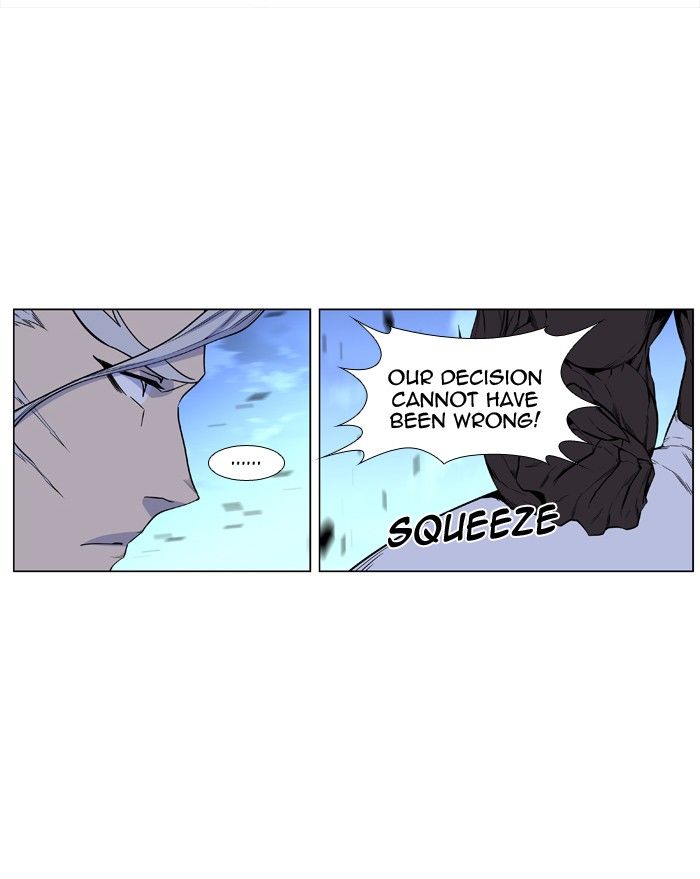 ......
OUR DECISION
CANNOT HAVE
BEEN WRONG!
SQUEEZE